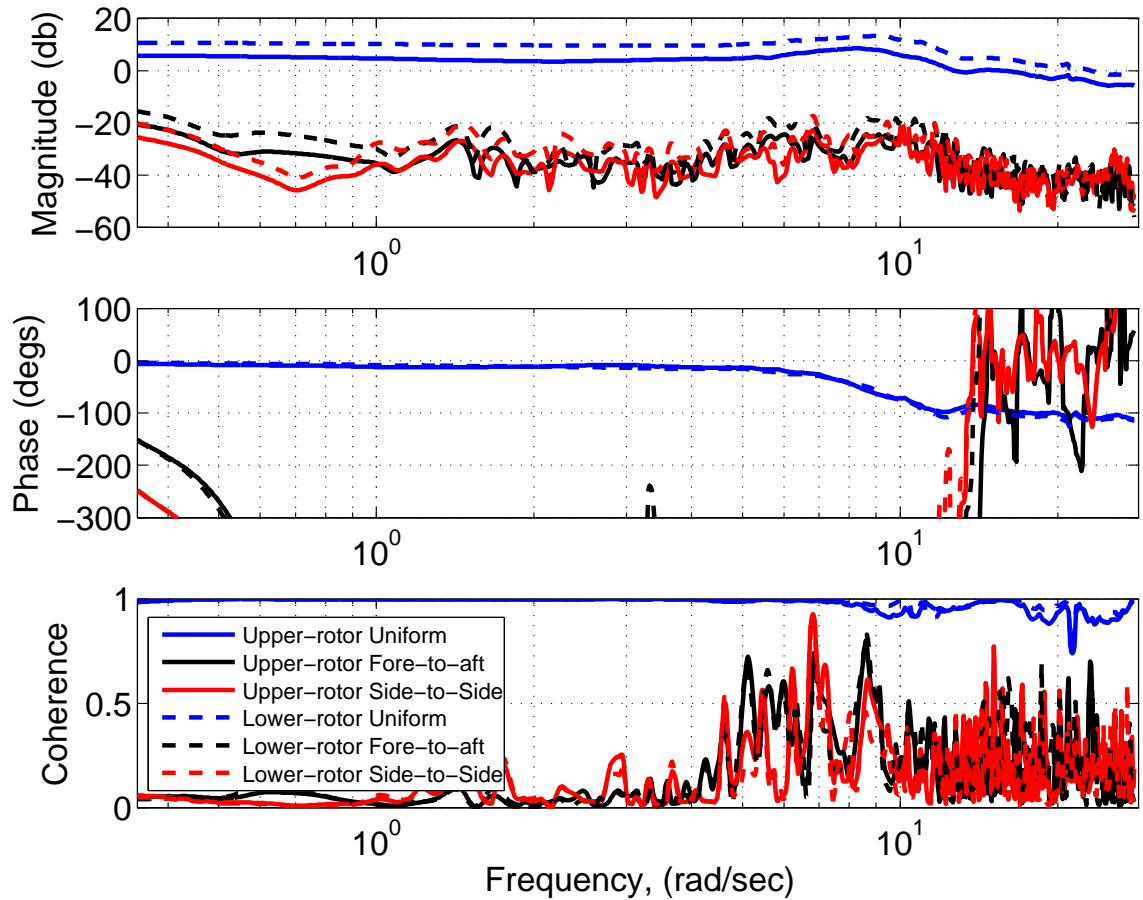 20
0
−20
−40
−60
Magnitude (db)
10^0
10^1
100
0
−100
−200
−300
Phase (degs)
10^0
10^1
1
0.5
0
Coherence
Upper−rotor Uniform
Upper−rotor Fore−to−aft
Upper−rotor Side−to−Side
Lower−rotor Uniform
Lower−rotor Fore−to−aft
Lower−rotor Side−to−Side
10^0
10^1
Frequency, (rad/sec)